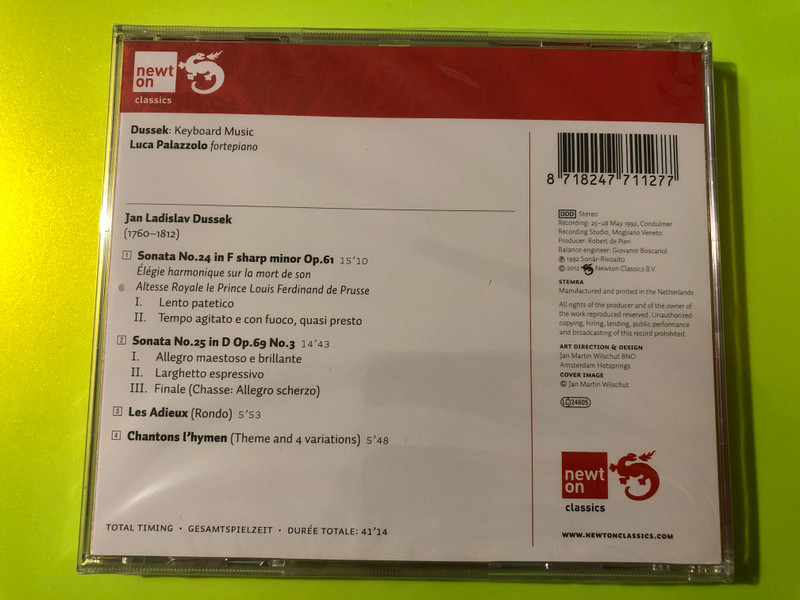 newt
on
classics
Dussek: Keyboard Music
Luca Palazzolo fortepiano
8 718247 711277
Jan Ladislav Dussek
(1760–1812)
1 Sonata No.24 in F sharp minor Op.61 15'10
Élégie harmonique sur la mort de son
Altesse Royale le Prince Louis Ferdinand de Prusse
I. Lento patetico
II. Tempo agitato e con fuoco, quasi presto
2 Sonata No.25 in D Op.69 No.3 14'43
I. Allegro maestoso e brillante
II. Larghetto espressivo
III. Finale (Chasse: Allegro scherzo)
3 Les Adieux (Rondo) 5'53
4 Chantons l'hymen (Theme and 4 variations) 5'48
TOTAL TIMING · GESAMTSPIELZEIT · DURÉE TOTALE: 41'14
DDD Stereo
Recording: 25–28 May 1992, Condulmer
Recording Studio, Mogliano Veneto
Producer: Robert de Pieri
Balance engineer: Giovanni Boscariol
℗ 1992 Sonar-Rivoalto
© 2012 Newton Classics B.V.
STEMRA
Manufactured and printed in the Netherlands
All rights of the producer and of the owner of
the work reproduced reserved. Unauthorized
copying, hiring, lending, public performance
and broadcasting of this record prohibited.
ART DIRECTION & DESIGN
Jan Martin Wilschut BNO
Amsterdam Hotsprings
COVER IMAGE
© Jan Martin Wilschut
LC 24605
newt
on
classics
WWW.NEWTONCLASSICS.COM